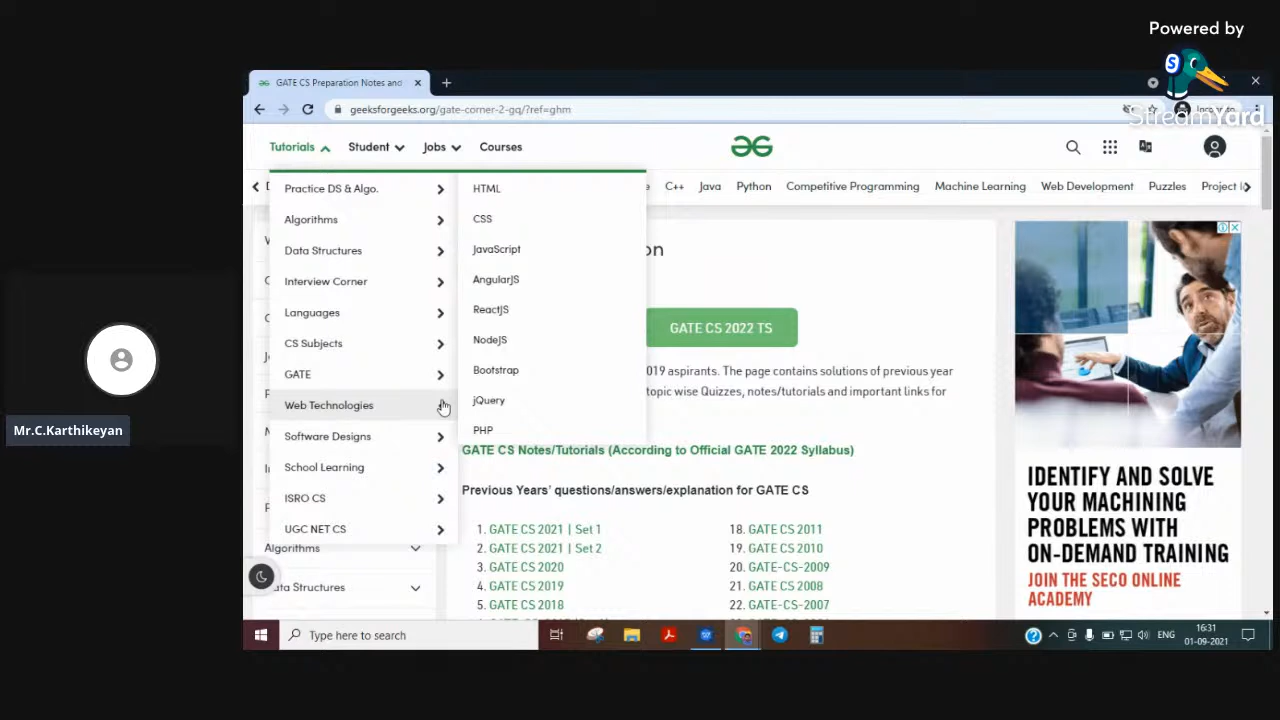 Powered by
S
StreamYard
GATE CS Preparation Notes and
geeksforgeeks.org/gate-corner-2-gq/?ref=ghm
Tutorials
Student
Jobs
Courses
C++
Java
Python
Competitive Programming
Machine Learning
Web Development
Puzzles
Practice DS & Algo.
Algorithms
Data Structures
Interview Corner
Languages
CS Subjects
GATE
Web Technologies
Software Designs
School Learning
ISRO CS
UGC NET CS
HTML
CSS
JavaScript
AngularJS
ReactJS
NodeJS
Bootstrap
jQuery
PHP
GATE CS 2022 TS
019 aspirants. The page contains solutions of previous year
topic wise Quizzes, notes/tutorials and important links for
GATE CS Notes/Tutorials (According to Official GATE 2022 Syllabus)
Previous Years' questions/answers/explanation for GATE CS
1. GATE CS 2021 | Set 1
2. GATE CS 2021 | Set 2
3. GATE CS 2020
4. GATE CS 2019
5. GATE CS 2018
18. GATE CS 2011
19. GATE CS 2010
20. GATE-CS-2009
21. GATE CS 2008
22. GATE-CS-2007
Algorithms
ata Structures
IDENTIFY AND SOLVE
YOUR MACHINING
PROBLEMS WITH
ON-DEMAND TRAINING
JOIN THE SECO ONLINE
ACADEMY
Mr.C.Karthikeyan
Type here to search
ENG
16:31
01-09-2021